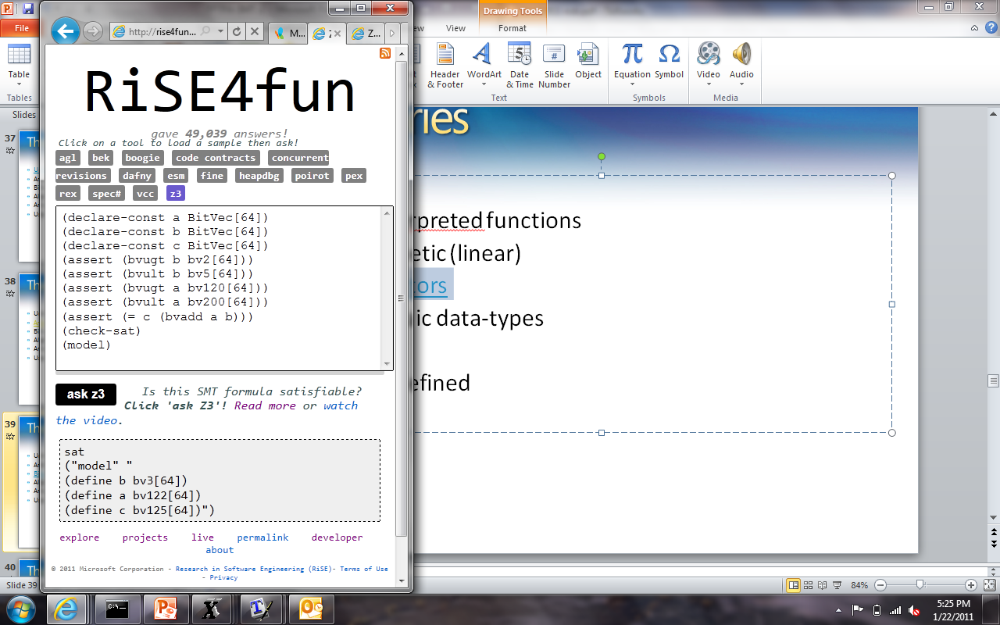 Drawing Tools
File
View
Format
http://rise4fun...
M...
Z...
Table
Tables
Header
& Footer
WordArt
Date
& Time
Slide
Number
Object
Text
Equation
Symbol
Symbols
Video
Audio
Media
Slides
37
38
39
40
RiSE4fun
gave 49,039 answers!
Click on a tool to load a sample then ask!
agl bek boogie code contracts concurrent
revisions dafny esm fine heapdbg poirot pex
rex spec# vcc z3
(declare-const a BitVec[64])
(declare-const b BitVec[64])
(declare-const c BitVec[64])
(assert (bvugt b bv2[64]))
(assert (bvult b bv5[64]))
(assert (bvugt a bv120[64]))
(assert (bvult a bv200[64]))
(assert (= c (bvadd a b)))
(check-sat)
(model)
ask z3
Is this SMT formula satisfiable?
Click 'ask Z3'! Read more or watch
the video.
sat
("model" "
(define b bv3[64])
(define a bv122[64])
(define c bv125[64])")
explore projects live permalink developer
about
© 2011 Microsoft Corporation - Research in Software Engineering (RiSE)- Terms of Use
- Privacy
ries
rpreted functions
etic (linear)
tors
ic data-types
efined
Slide 39
84%
5:25 PM
1/22/2011